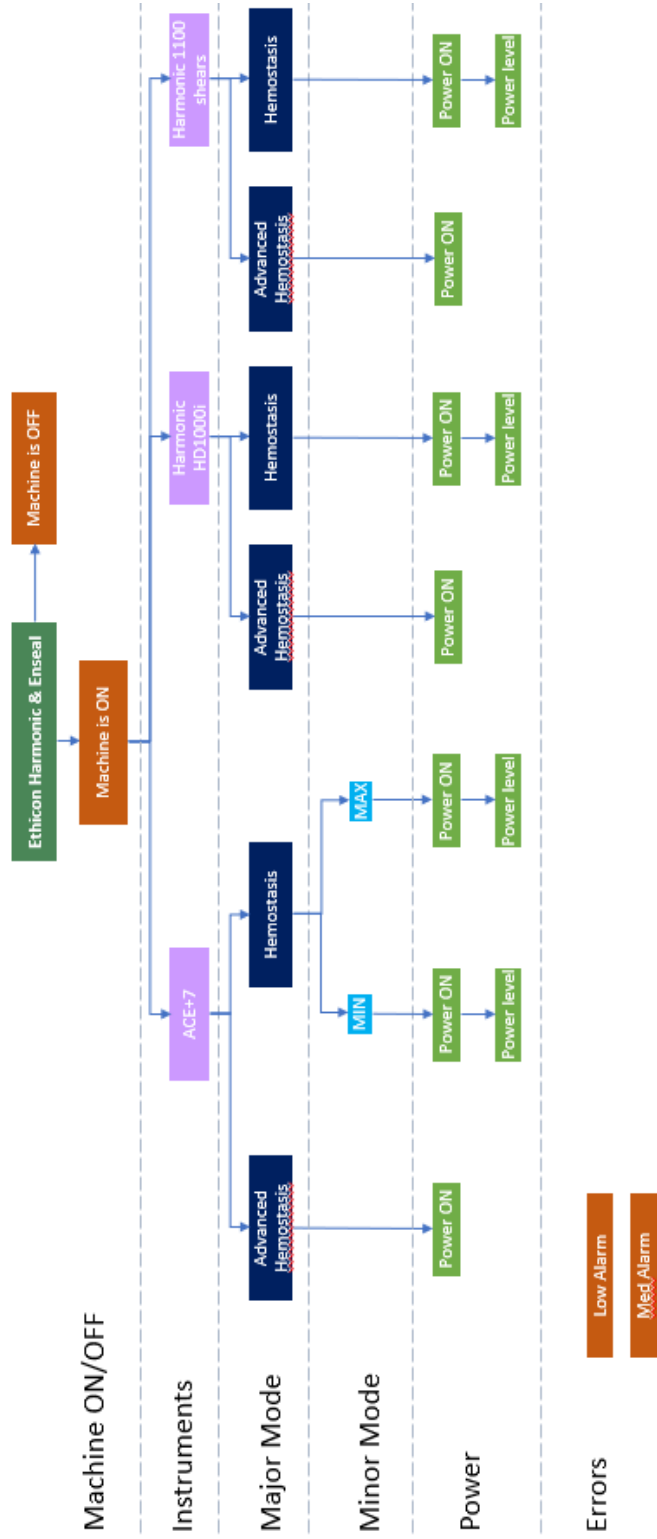 Ethicon Harmonic & Enseal
Machine is OFF
Machine ON/OFF
Machine is ON
Instruments
ACE+7
Harmonic
HD1000i
Harmonic 1100
shears
Major Mode
Advanced
Hemostasis
Hemostasis
Advanced
Hemostasis
Hemostasis
Advanced
Hemostasis
Hemostasis
Minor Mode
MIN
MAX
Power
Power ON
Power ON
Power ON
Power ON
Power ON
Power ON
Power ON
Power level
Power level
Power level
Power level
Errors
Low Alarm
Med Alarm